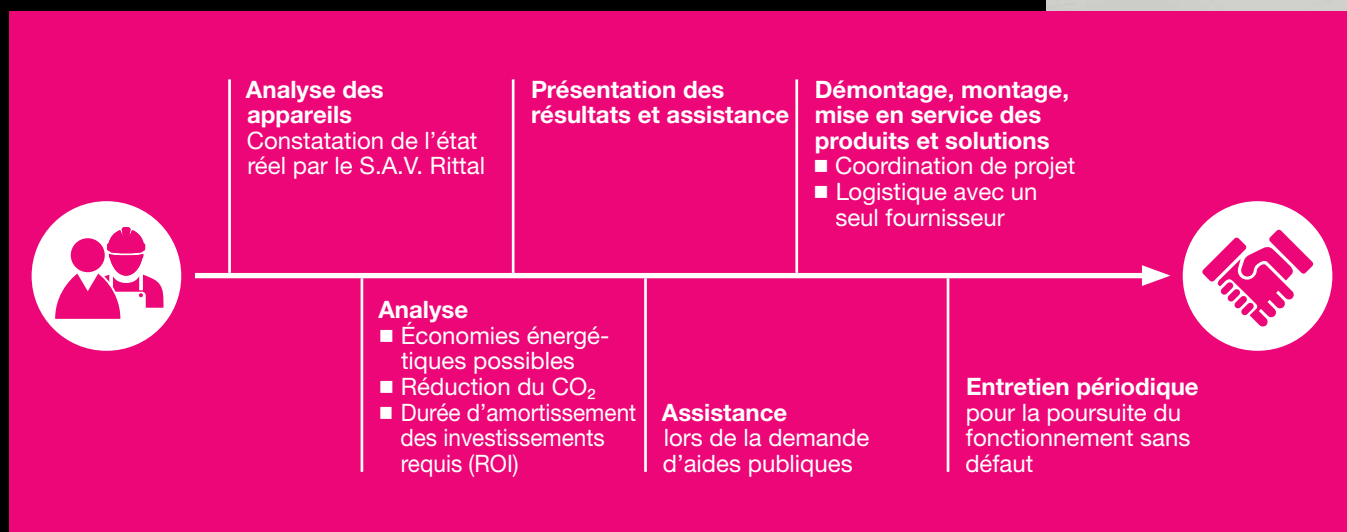 Analyse des
appareils
Constatation de l’état
réel par le S.A.V. Rittal
Analyse
■ Économies énergé-
tiques possibles
■ Réduction du CO₂
■ Durée d’amortissement
des investissements
requis (ROI)
Présentation des
résultats et assistance
Assistance
lors de la demande
d’aides publiques
Démontage, montage,
mise en service des
produits et solutions
■ Coordination de projet
■ Logistique avec un
seul fournisseur
Entretien périodique
pour la poursuite du
fonctionnement sans
défaut